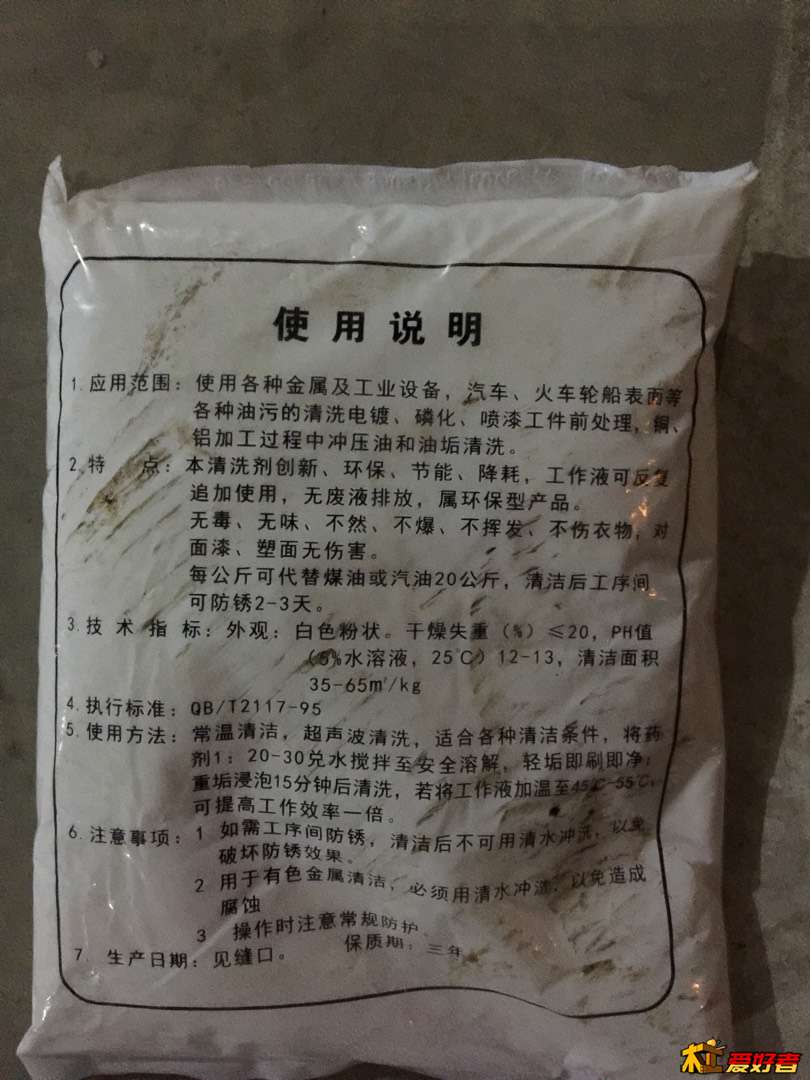 使用说明
1.应用范围：使用各种金属及工业设备，汽车、火车轮船表丙等
各种油污的清洗电镀、磷化、喷漆工件前处理，铜、
铝加工过程中冲压油和油垢清洗。
2.特 点：本清洗剂创新、环保、节能、降耗，工作液可反复
追加使用，无废液排放，属环保型产品。
无毒、无味、不然、不爆、不挥发、不伤衣物，对
面漆、塑面无伤害。
每公斤可代替煤油或汽油20公斤，清洁后工序间
可防锈2-3天。
3.技术指标：外观：白色粉状。干燥失重（%）≤20，PH值
（5%水溶液，25℃）12-13，清洁面积
35-65㎡/kg
4.执行标准：QB/T2117-95
5.使用方法：常温清洁，超声波清洗，适合各种清洁条件，将药
剂1：20-30兑水搅拌至安全溶解，轻垢即刷即净；
重垢浸泡15分钟后清洗，若将工作液加温至45℃-55℃，
可提高工作效率一倍。
6.注意事项：1 如需工序间防锈，清洁后不可用清水冲洗，以免
破坏防锈效果。
2 用于有色金属清洁，必须用清水冲洗，以免造成
腐蚀
3 操作时注意常规防护
7.生产日期：见缝口。 保质期：三年
爱好者